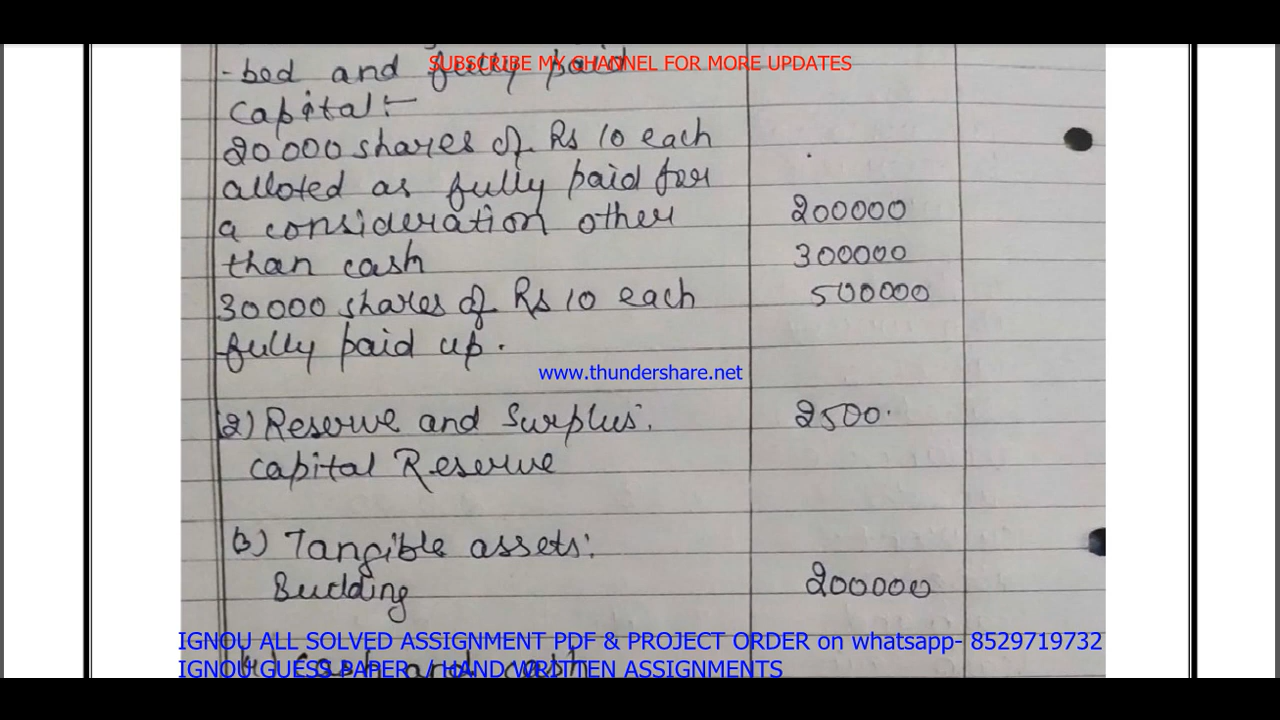 SUBSCRIBE MY CHANNEL FOR MORE UPDATES
-bed and fully paid
capital:-
20000 shares of Rs 10 each
alloted as fully paid for
a consideration other 200000
than cash 300000
30000 shares of Rs 10 each 500000
fully paid up.
www.thundershare.net
(2) Reserve and Surplus: 2500.
capital Reserve
(3) Tangible assets:
Building 200000
IGNOU ALL SOLVED ASSIGNMENT PDF & PROJECT ORDER on whatsapp- 8529719732
IGNOU GUESS PAPER / HAND WRITTEN ASSIGNMENTS
cash and cash